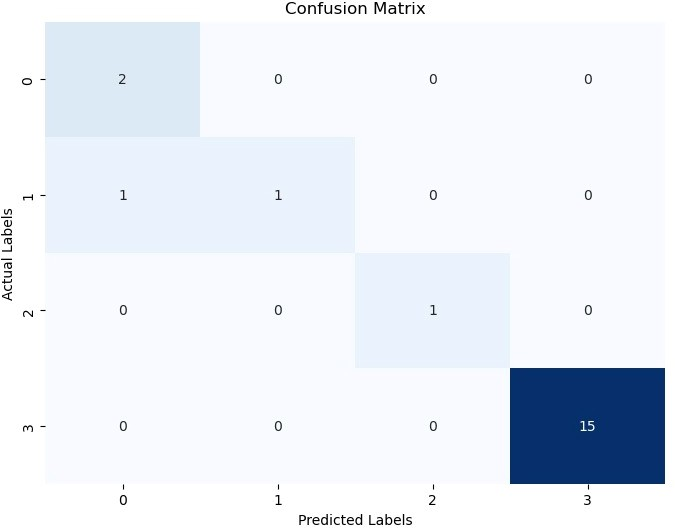 Confusion Matrix
Actual Labels
0 2 0 0 0
1 1 1 0 0
2 0 0 1 0
3 0 0 0 15
0 1 2 3
Predicted Labels